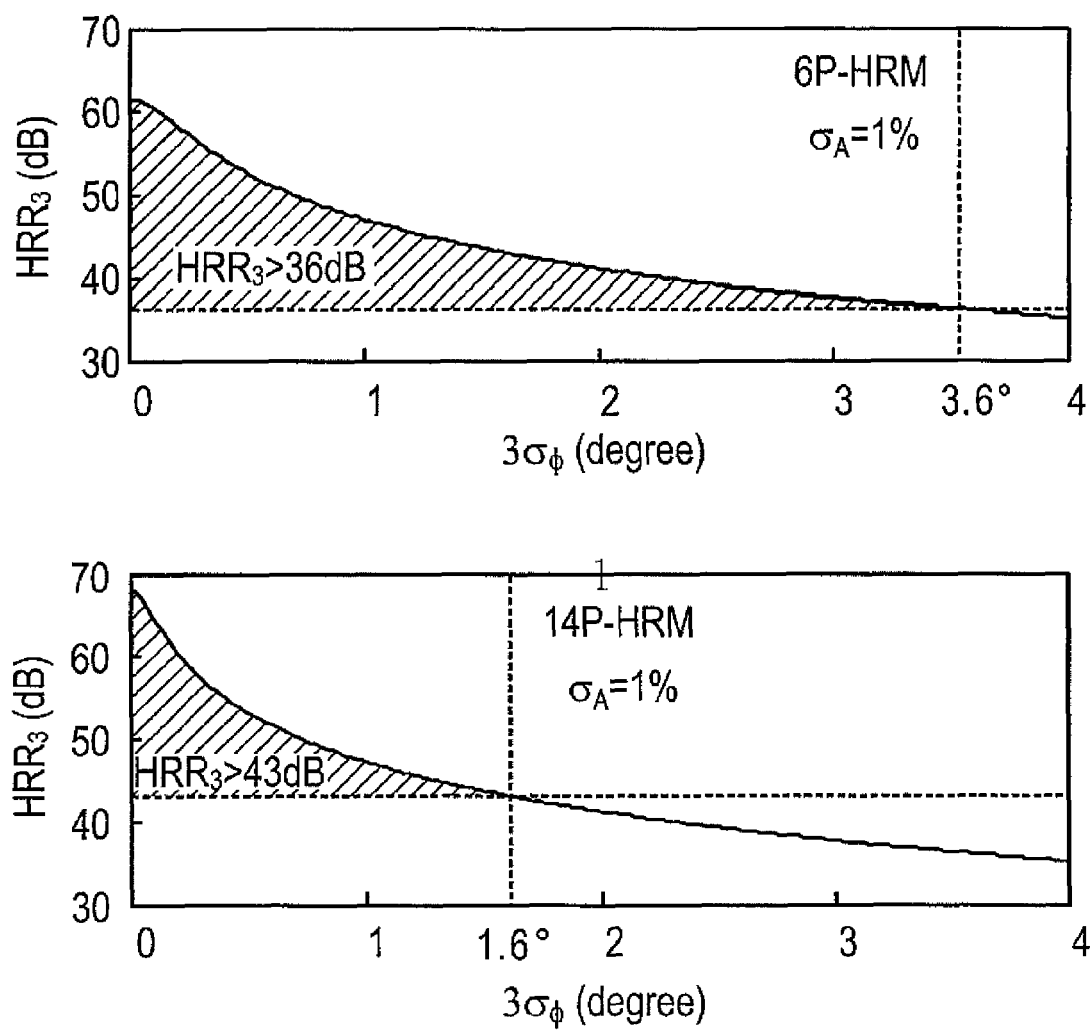 70
60
50
40
30
HRR₃ (dB)
6P-HRM
σA=1%
HRR₃>36dB
0 1 2 3 3.6° 4
3σϕ (degree)
70
60
50
40
30
HRR₃ (dB)
1
14P-HRM
σA=1%
HRR₃>43dB
0 1 1.6° 2 3 4
3σϕ (degree)